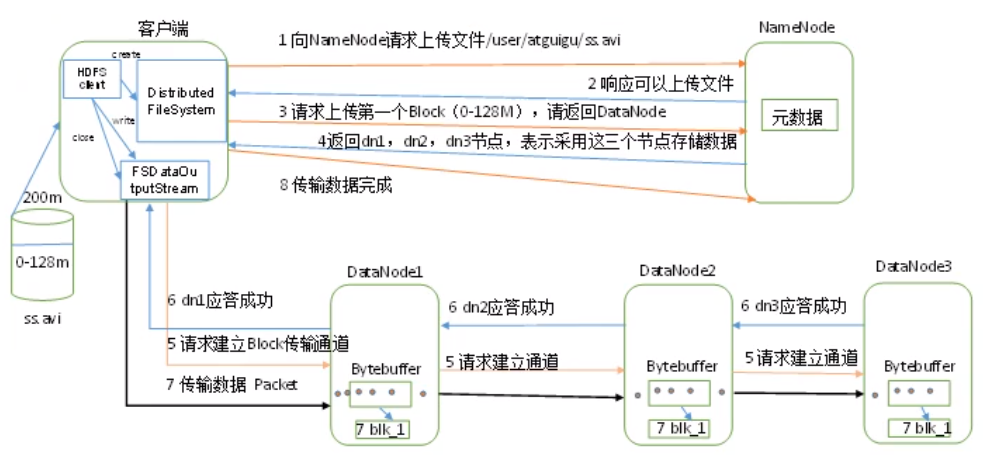 客户端
NameNode
1 向NameNode请求上传文件/user/atguigu/ss.avi
create
HDFS
client
Distributed
FileSystem
2 响应可以上传文件
3 请求上传第一个Block（0-128M），请返回DataNode
元数据
write
close
4返回dn1，dn2，dn3节点，表示采用这三个节点存储数据
FSDataOu
tputStream
8 传输数据完成
200m
0-128m
ss.avi
DataNode1
DataNode2
DataNode3
6 dn1应答成功
6 dn2应答成功
6 dn3应答成功
5 请求建立Block传输通道
5 请求建立通道
5 请求建立通道
7 传输数据 Packet
Bytebuffer
Bytebuffer
Bytebuffer
7 blk_1
7 blk_1
7 blk_1